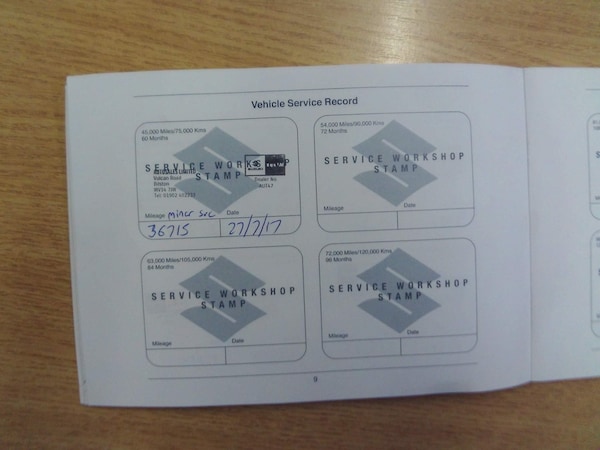 Vehicle Service Record
45,000 Miles/75,000 Kms
60 Months
SERVICE WORKSHOP
STAMP
Vulcan Road
Mileage minor svc Date
36715 27/7/17
54,000 Miles/90,000 Kms
72 Months
SERVICE WORKSHOP
STAMP
Mileage Date
63,000 Miles/105,000 Kms
84 Months
SERVICE WORKSHOP
STAMP
Mileage Date
72,000 Miles/120,000 Kms
96 Months
SERVICE WORKSHOP
STAMP
Mileage Date
9